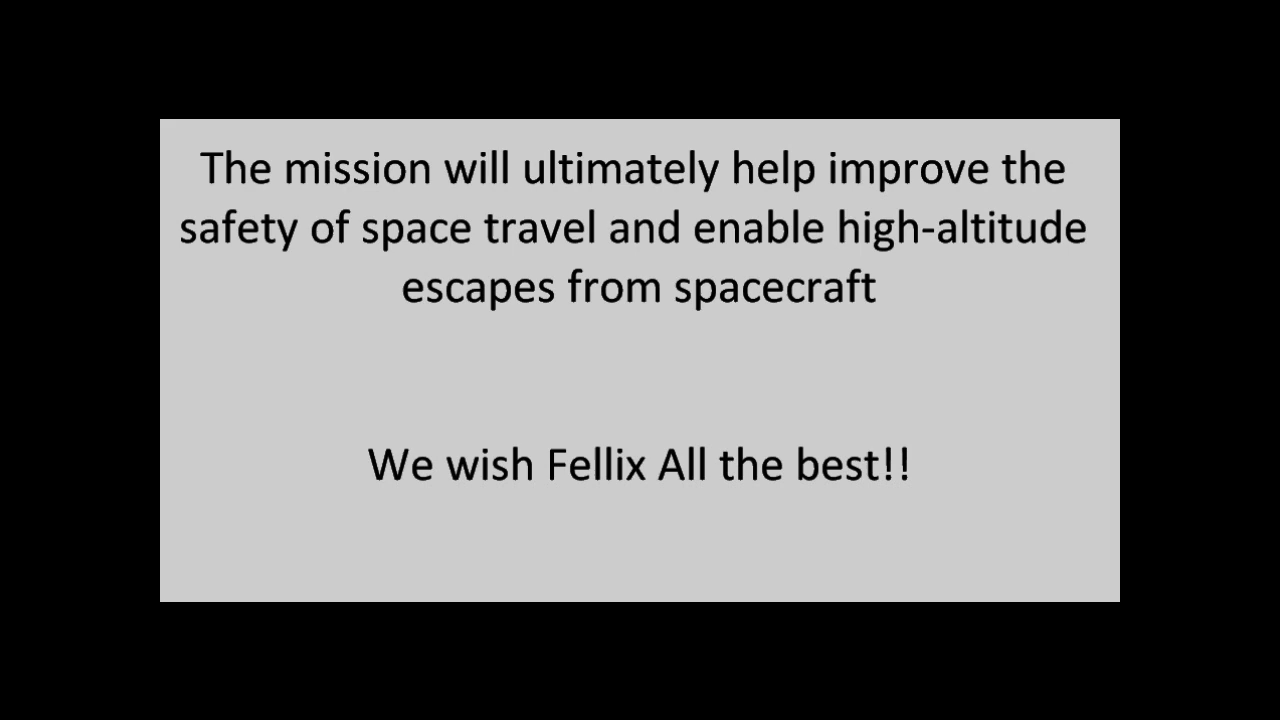 The mission will ultimately help improve the
safety of space travel and enable high-altitude
escapes from spacecraft
We wish Fellix All the best!!